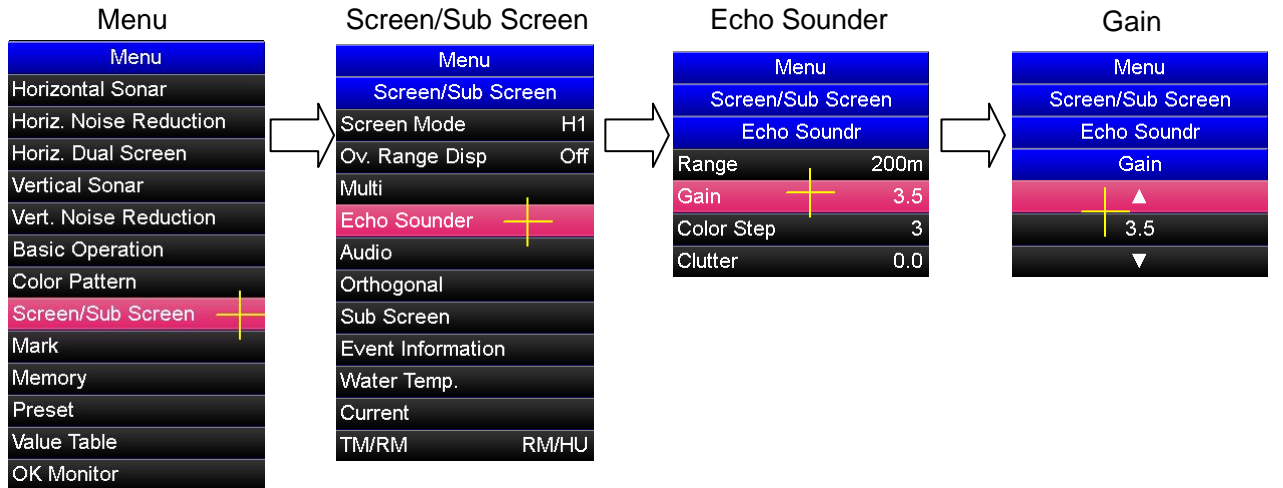 Menu
Menu
Horizontal Sonar
Horiz. Noise Reduction
Horiz. Dual Screen
Vertical Sonar
Vert. Noise Reduction
Basic Operation
Color Pattern
Screen/Sub Screen
Mark
Memory
Preset
Value Table
OK Monitor
Screen/Sub Screen
Menu
Screen/Sub Screen
Screen Mode H1
Ov. Range Disp Off
Multi
Echo Sounder
Audio
Orthogonal
Sub Screen
Event Information
Water Temp.
Current
TM/RM RM/HU
Echo Sounder
Menu
Screen/Sub Screen
Echo Soundr
Range 200m
Gain 3.5
Color Step 3
Clutter 0.0
Gain
Menu
Screen/Sub Screen
Echo Soundr
Gain
▲
3.5
▼